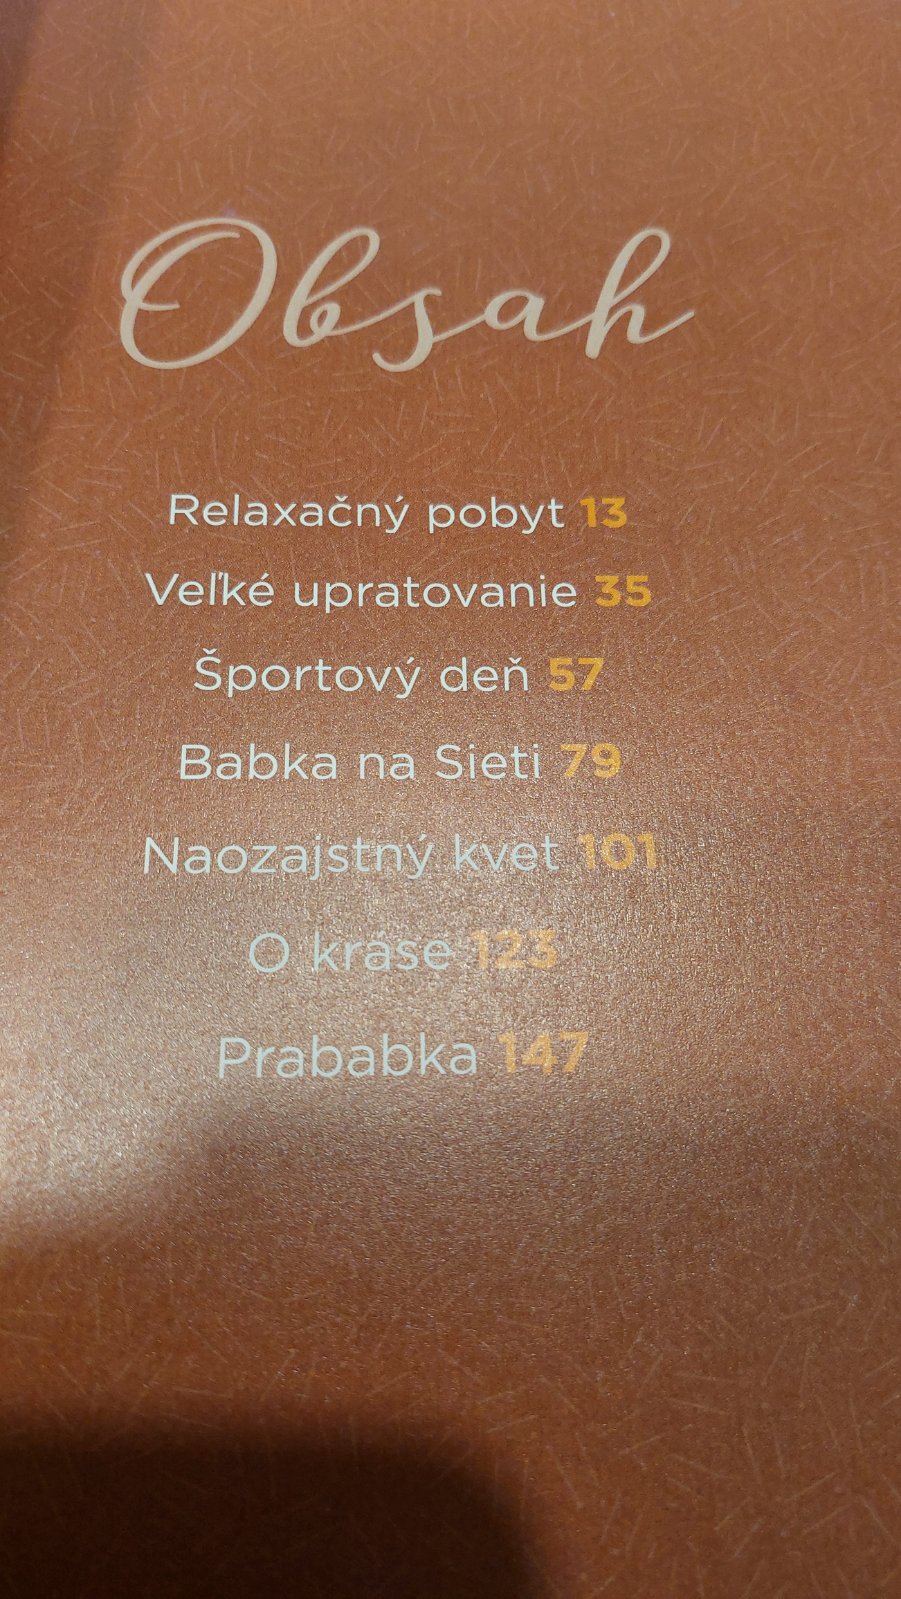 Obsah
Relaxačný pobyt 13
Veľké upratovanie 35
Športový deň 57
Babka na Sieti 79
Naozajstný kvet 101
O kráse 123
Prababka 147